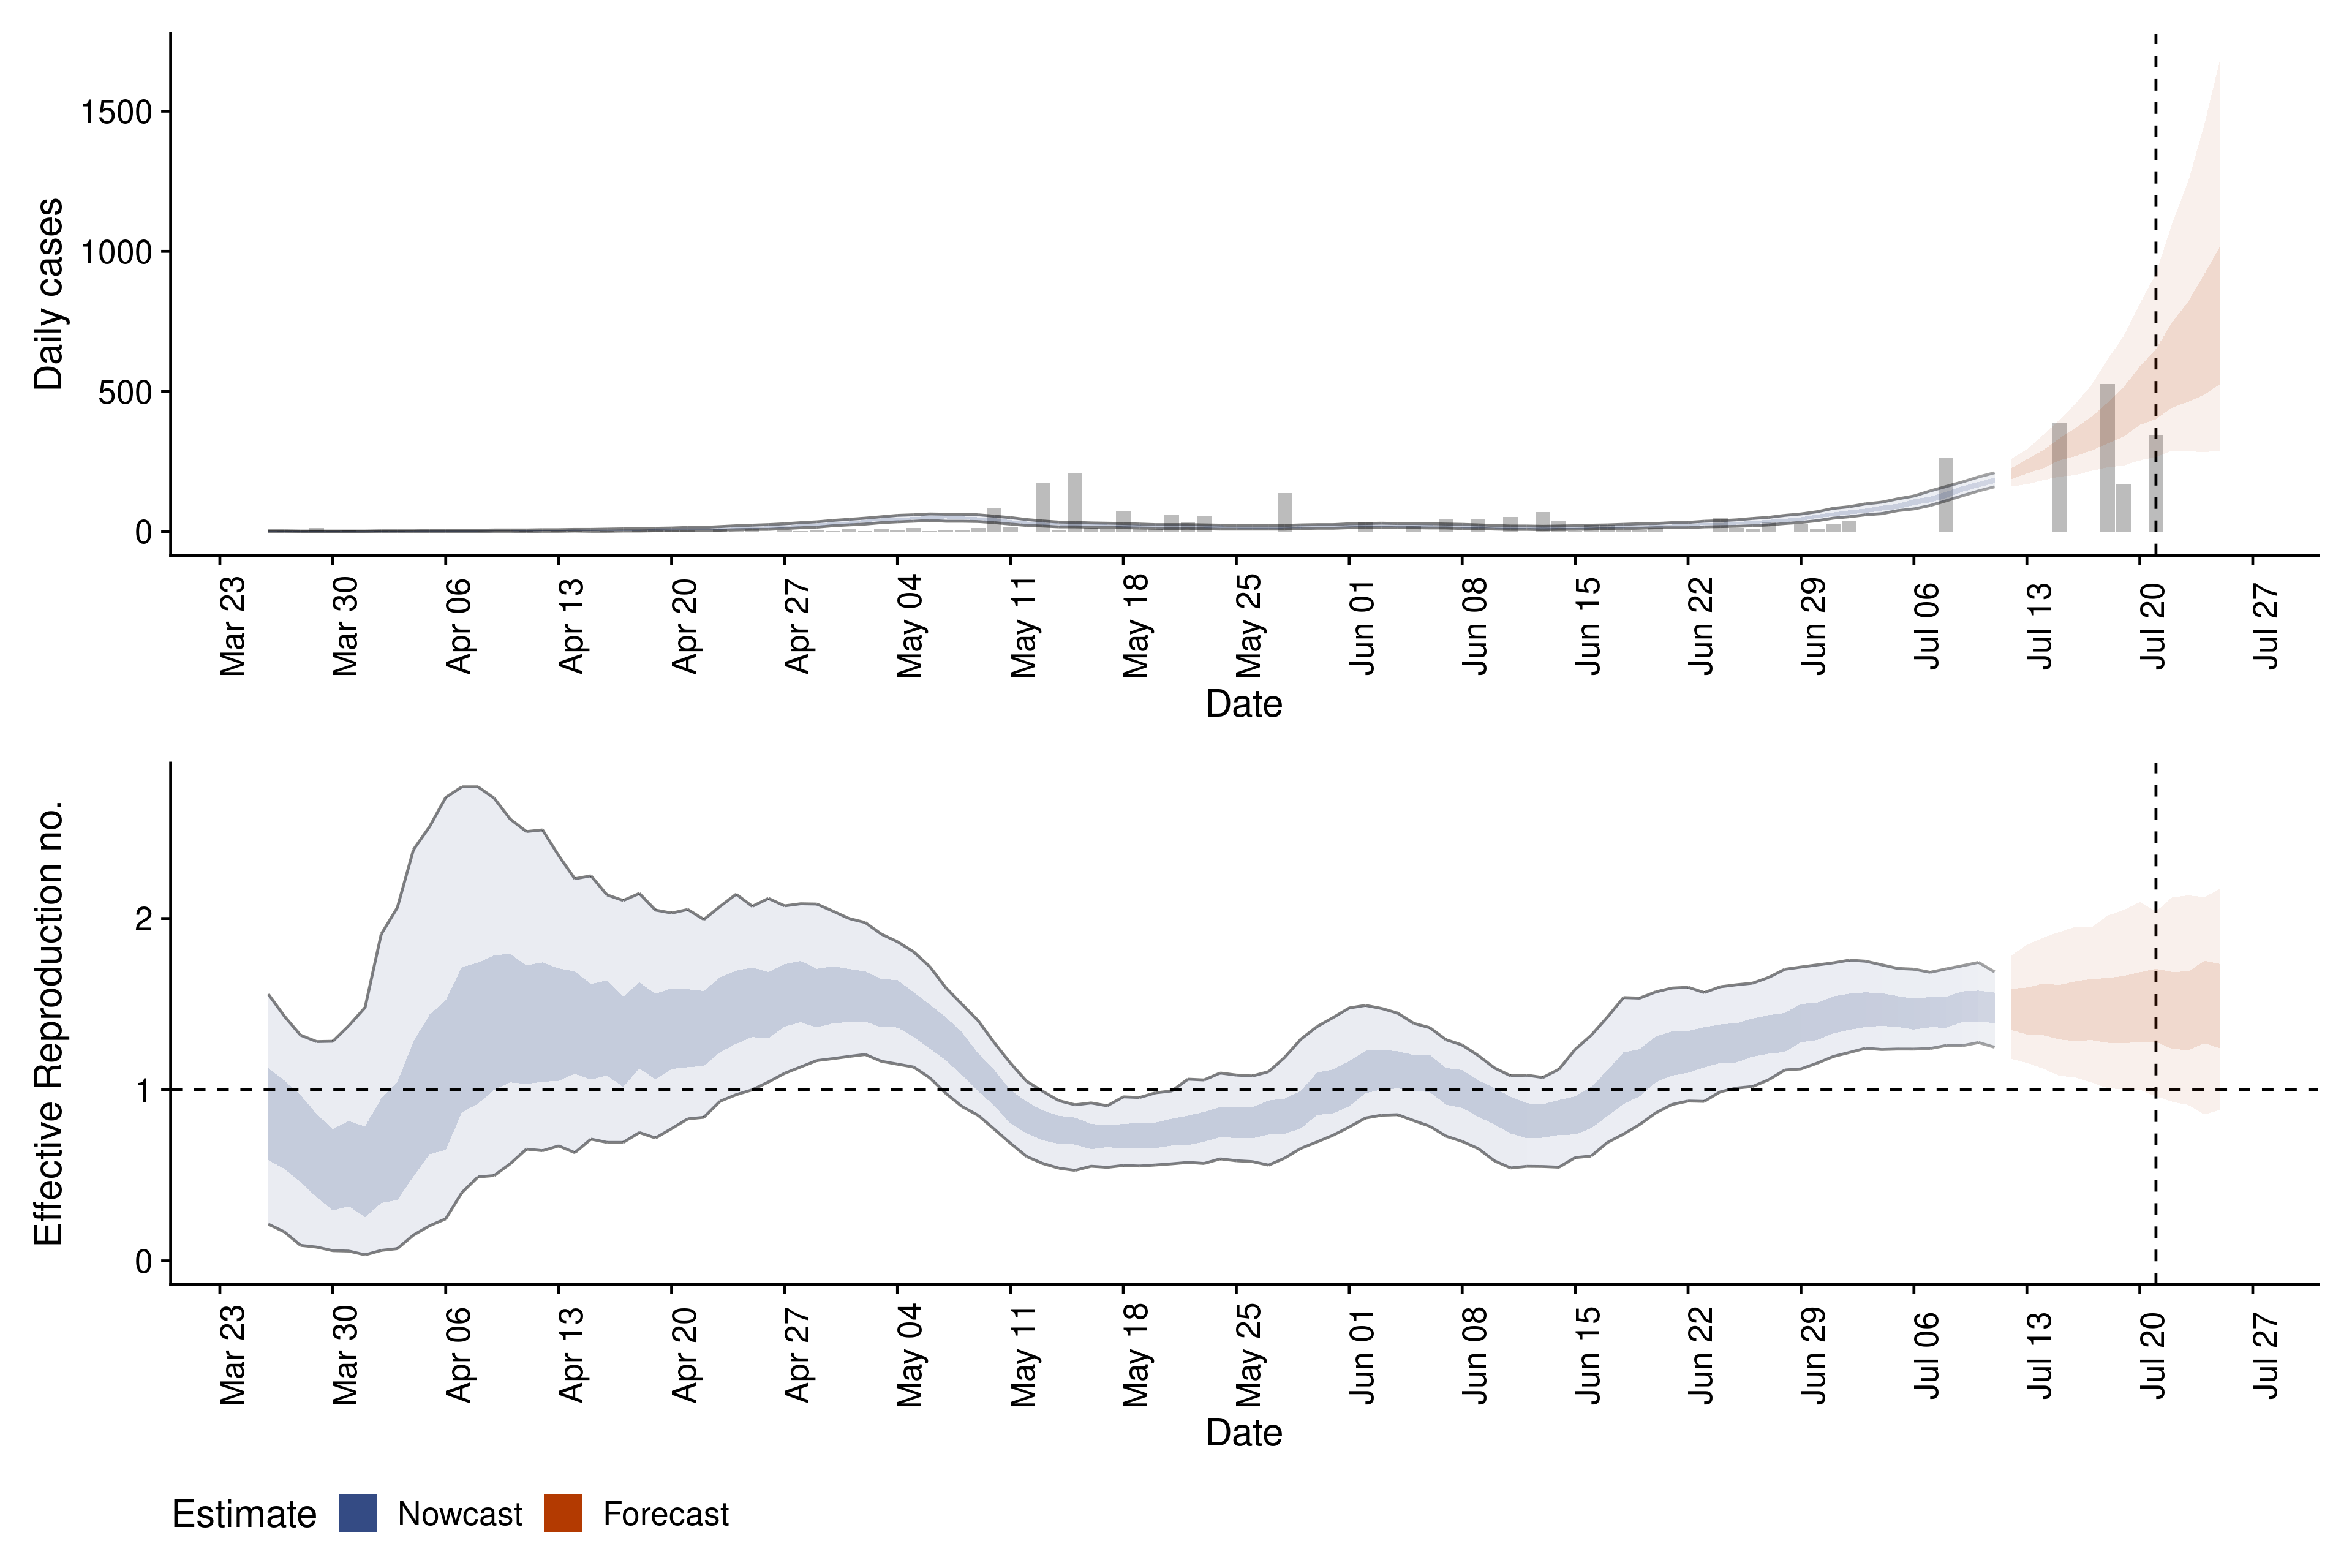 Daily cases
1500
1000
500
0
Mar 23
Mar 30
Apr 06
Apr 13
Apr 20
Apr 27
May 04
May 11
May 18
May 25
Jun 01
Jun 08
Jun 15
Jun 22
Jun 29
Jul 06
Jul 13
Jul 20
Jul 27
Date
Effective Reproduction no.
2
1
0
Mar 23
Mar 30
Apr 06
Apr 13
Apr 20
Apr 27
May 04
May 11
May 18
May 25
Jun 01
Jun 08
Jun 15
Jun 22
Jun 29
Jul 06
Jul 13
Jul 20
Jul 27
Date
Estimate Nowcast Forecast